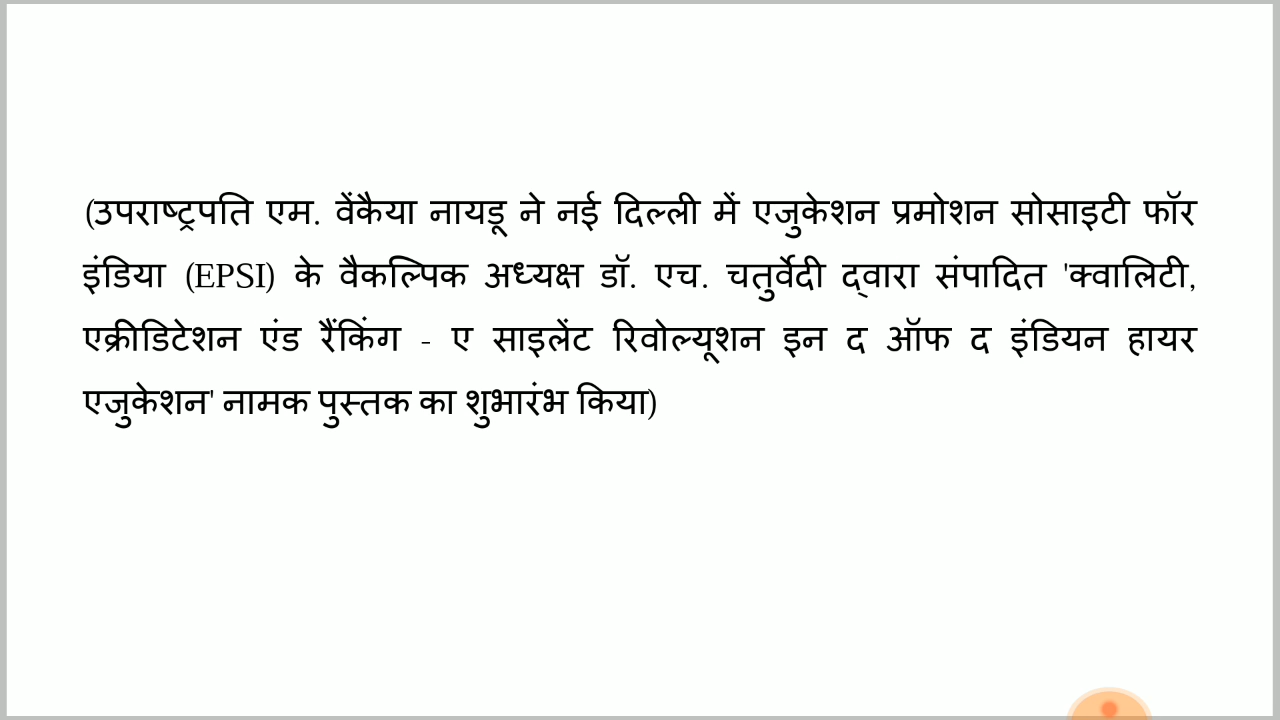 (उपराष्ट्रपति एम. वेंकैया नायडू ने नई दिल्ली में एजुकेशन प्रमोशन सोसाइटी फॉर
इंडिया (EPSI) के वैकल्पिक अध्यक्ष डॉ. एच. चतुर्वेदी द्वारा संपादित 'क्वालिटी,
एक्रीडिटेशन एंड रैंकिंग - ए साइलेंट रिवोल्यूशन इन द ऑफ द इंडियन हायर
एजुकेशन' नामक पुस्तक का शुभारंभ किया)